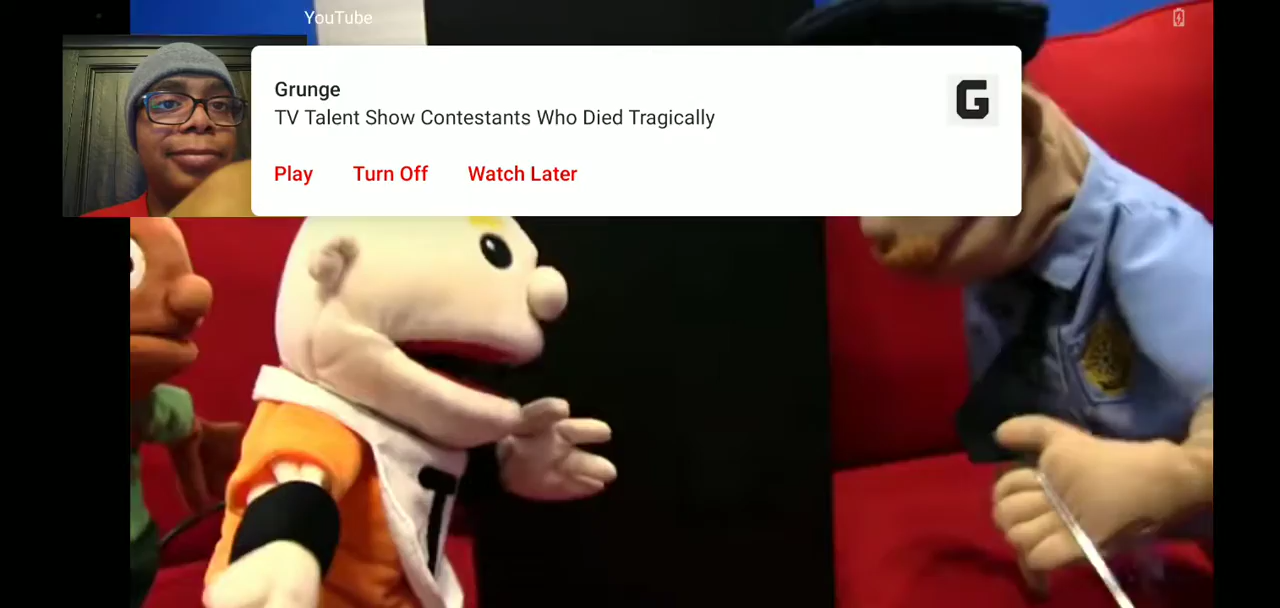 YouTube
Grunge
TV Talent Show Contestants Who Died Tragically
G
Play Turn Off Watch Later